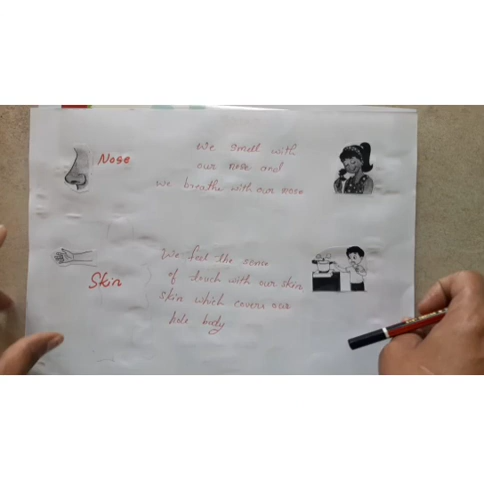 Nose
We smell with
our nose and
we breathe with our nose
Skin
We feel the sense
of touch with our skin
skin which covers our
hole body